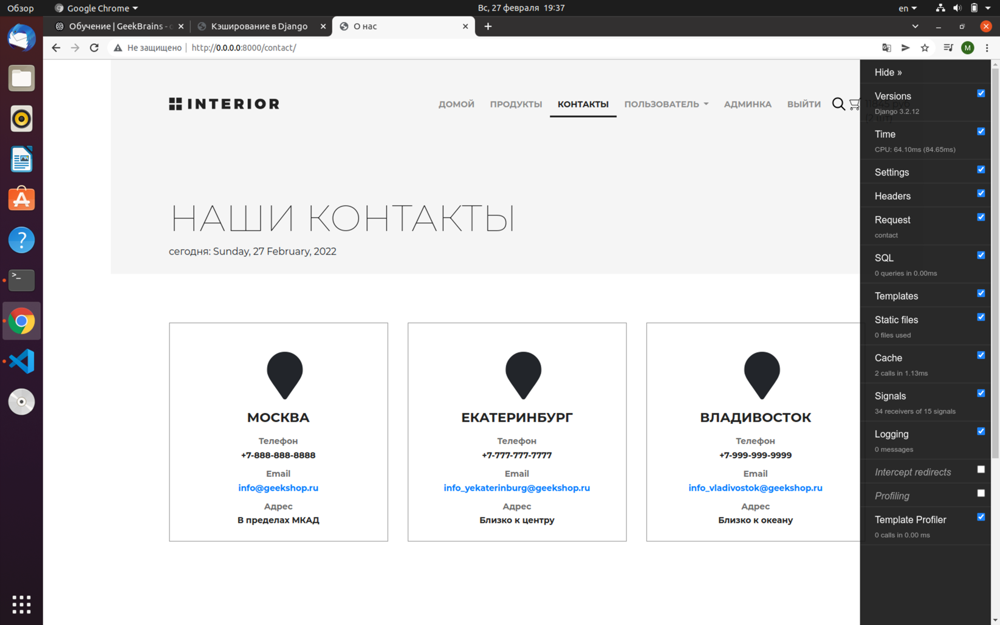 Обзор
Google Chrome
Вс, 27 февраля 19:37
en
Обучение | GeekBrains -
Кэширование в Django
О нас
Не защищено
http://0.0.0.0:8000/contact/
M
INTERIOR
ДОМОЙ
ПРОДУКТЫ
КОНТАКТЫ
ПОЛЬЗОВАТЕЛЬ
АДМИНКА
ВЫЙТИ
НАШИ КОНТАКТЫ
сегодня: Sunday, 27 February, 2022
МОСКВА
Телефон
+7-888-888-8888
Email
info@geekshop.ru
Адрес
В пределах МКАД
ЕКАТЕРИНБУРГ
Телефон
+7-777-777-7777
Email
info_yekaterinburg@geekshop.ru
Адрес
Близко к центру
ВЛАДИВОСТОК
Телефон
+7-999-999-9999
Email
info_vladivostok@geekshop.ru
Адрес
Близко к океану
Hide »
Versions
Django 3.2.12
Time
CPU: 64.10ms (84.65ms)
Settings
Headers
Request
contact
SQL
0 queries in 0.00ms
Templates
Static files
0 files used
Cache
2 calls in 1.13ms
Signals
34 receivers of 15 signals
Logging
0 messages
Intercept redirects
Profiling
Template Profiler
0 calls in 0.00 ms